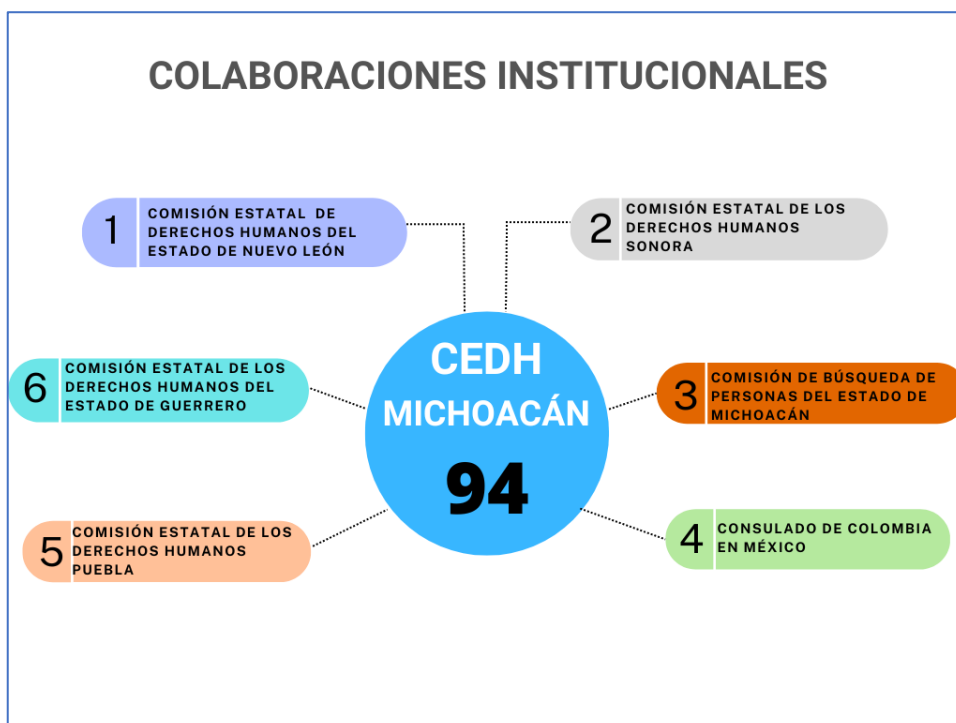 COLABORACIONES INSTITUCIONALES
1
COMISIÓN ESTATAL DE
DERECHOS HUMANOS DEL
ESTADO DE NUEVO LEÓN
2
COMISIÓN ESTATAL DE LOS
DERECHOS HUMANOS
SONORA
CEDH
MICHOACÁN
94
6
COMISIÓN ESTATAL DE LOS
DERECHOS HUMANOS DEL
ESTADO DE GUERRERO
3
COMISIÓN DE BÚSQUEDA DE
PERSONAS DEL ESTADO DE
MICHOACÁN
5
COMISIÓN ESTATAL DE LOS
DERECHOS HUMANOS
PUEBLA
4
CONSULADO DE COLOMBIA
EN MÉXICO